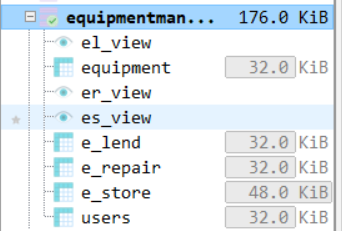 equipmentman... 176.0 KiB
el_view
equipment 32.0 KiB
er_view
es_view
e_lend 32.0 KiB
e_repair 32.0 KiB
e_store 48.0 KiB
users 32.0 KiB